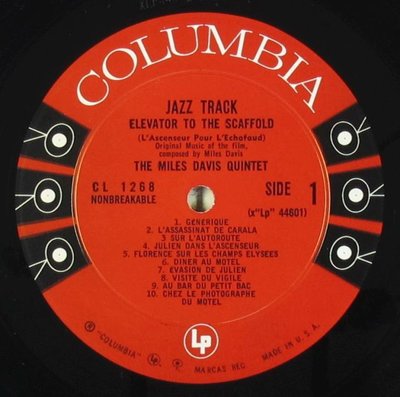 COLUMBIA
JAZZ TRACK
ELEVATOR TO THE SCAFFOLD
(L'Ascenseur Pour L'Echafaud)
Original Music of the film,
composed by Miles Davis
THE MILES DAVIS QUINTET
CL 1268
NONBREAKABLE
SIDE 1
(x"Lp" 44601)
1. GENERIQUE
2. L'ASSASSINAT DE CARALA
3 SUR L'AUTOROUTE
4. JULIEN DANS L'ASCENSEUR
5. FLORENCE SUR LES CHAMPS ELYSEES
6. DINER AU MOTEL
7. EVASION DE JULIEN
8. VISITE DU VIGILE
9. AU BAR DU PETIT BAC
10. CHEZ LE PHOTOGRAPHE
DU MOTEL
Lp
® "COLUMBIA" ® MARCAS REG. MADE IN U. S. A.